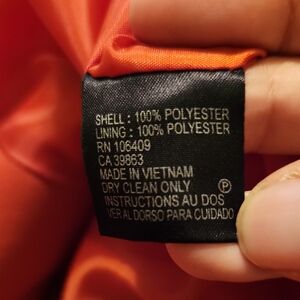 SHELL : 100% POLYESTER
LINING : 100% POLYESTER
RN 106409
CA 39863
MADE IN VIETNAM
DRY CLEAN ONLY Ⓟ
INSTRUCTIONS AU DOS
VER AL DORSO PARA CUIDADO